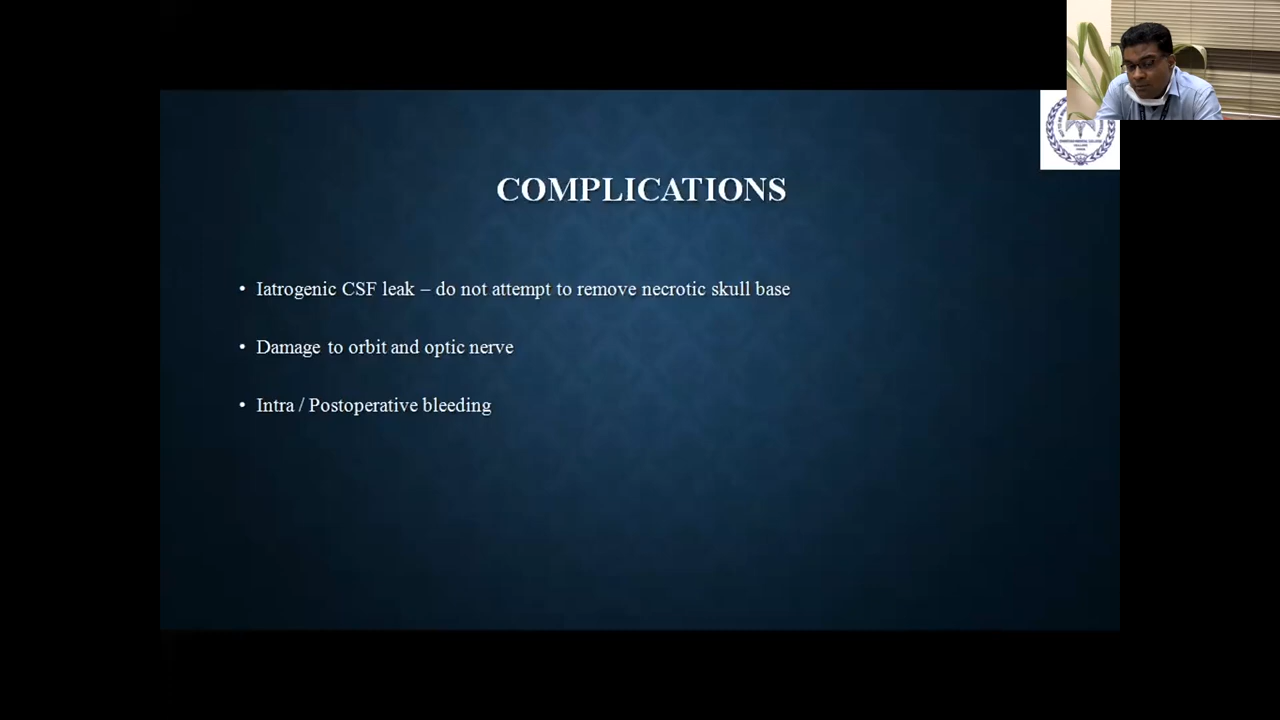 COMPLICATIONS
• Iatrogenic CSF leak – do not attempt to remove necrotic skull base
• Damage to orbit and optic nerve
• Intra / Postoperative bleeding